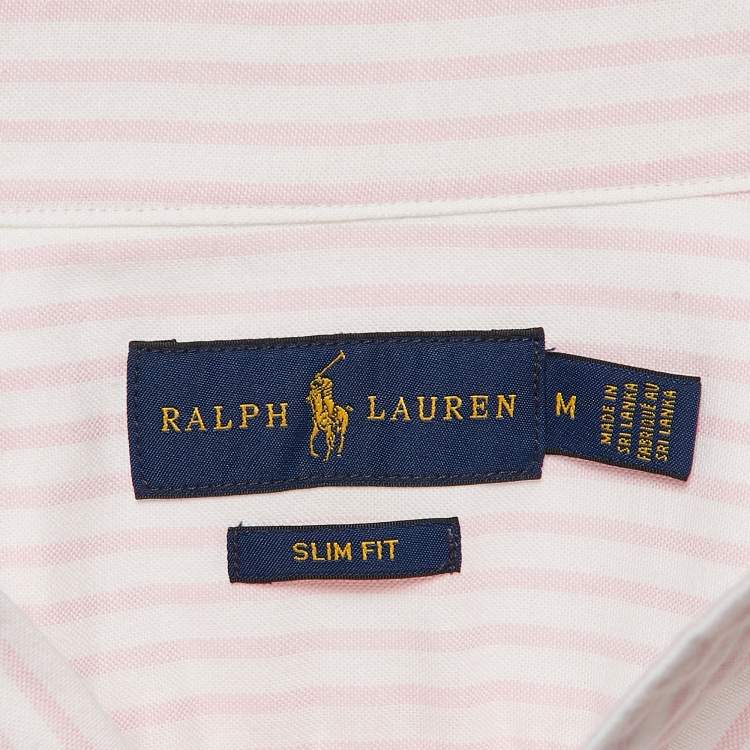 RALPH LAUREN
M
MADE IN
SRI LANKA
FABRIQUÉ AU
SRI LANKA
SLIM FIT